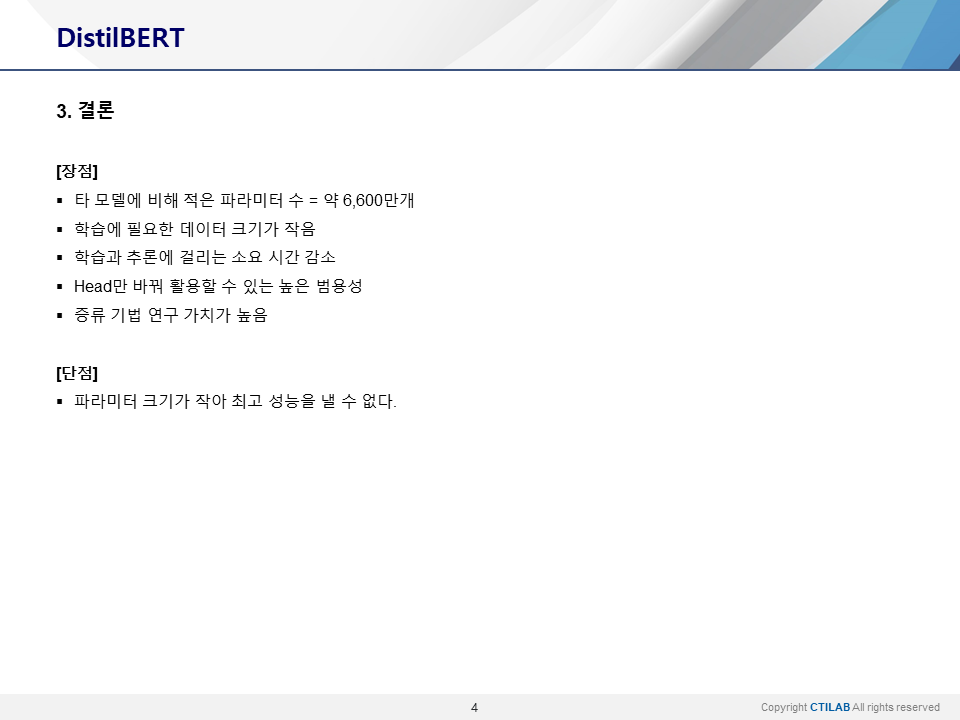 DistilBERT
3. 결론
[장점]
▪ 타 모델에 비해 적은 파라미터 수 = 약 6,600만개
▪ 학습에 필요한 데이터 크기가 작음
▪ 학습과 추론에 걸리는 소요 시간 감소
▪ Head만 바꿔 활용할 수 있는 높은 범용성
▪ 증류 기법 연구 가치가 높음
[단점]
▪ 파라미터 크기가 작아 최고 성능을 낼 수 없다.
4
Copyright CTILAB All rights reserved